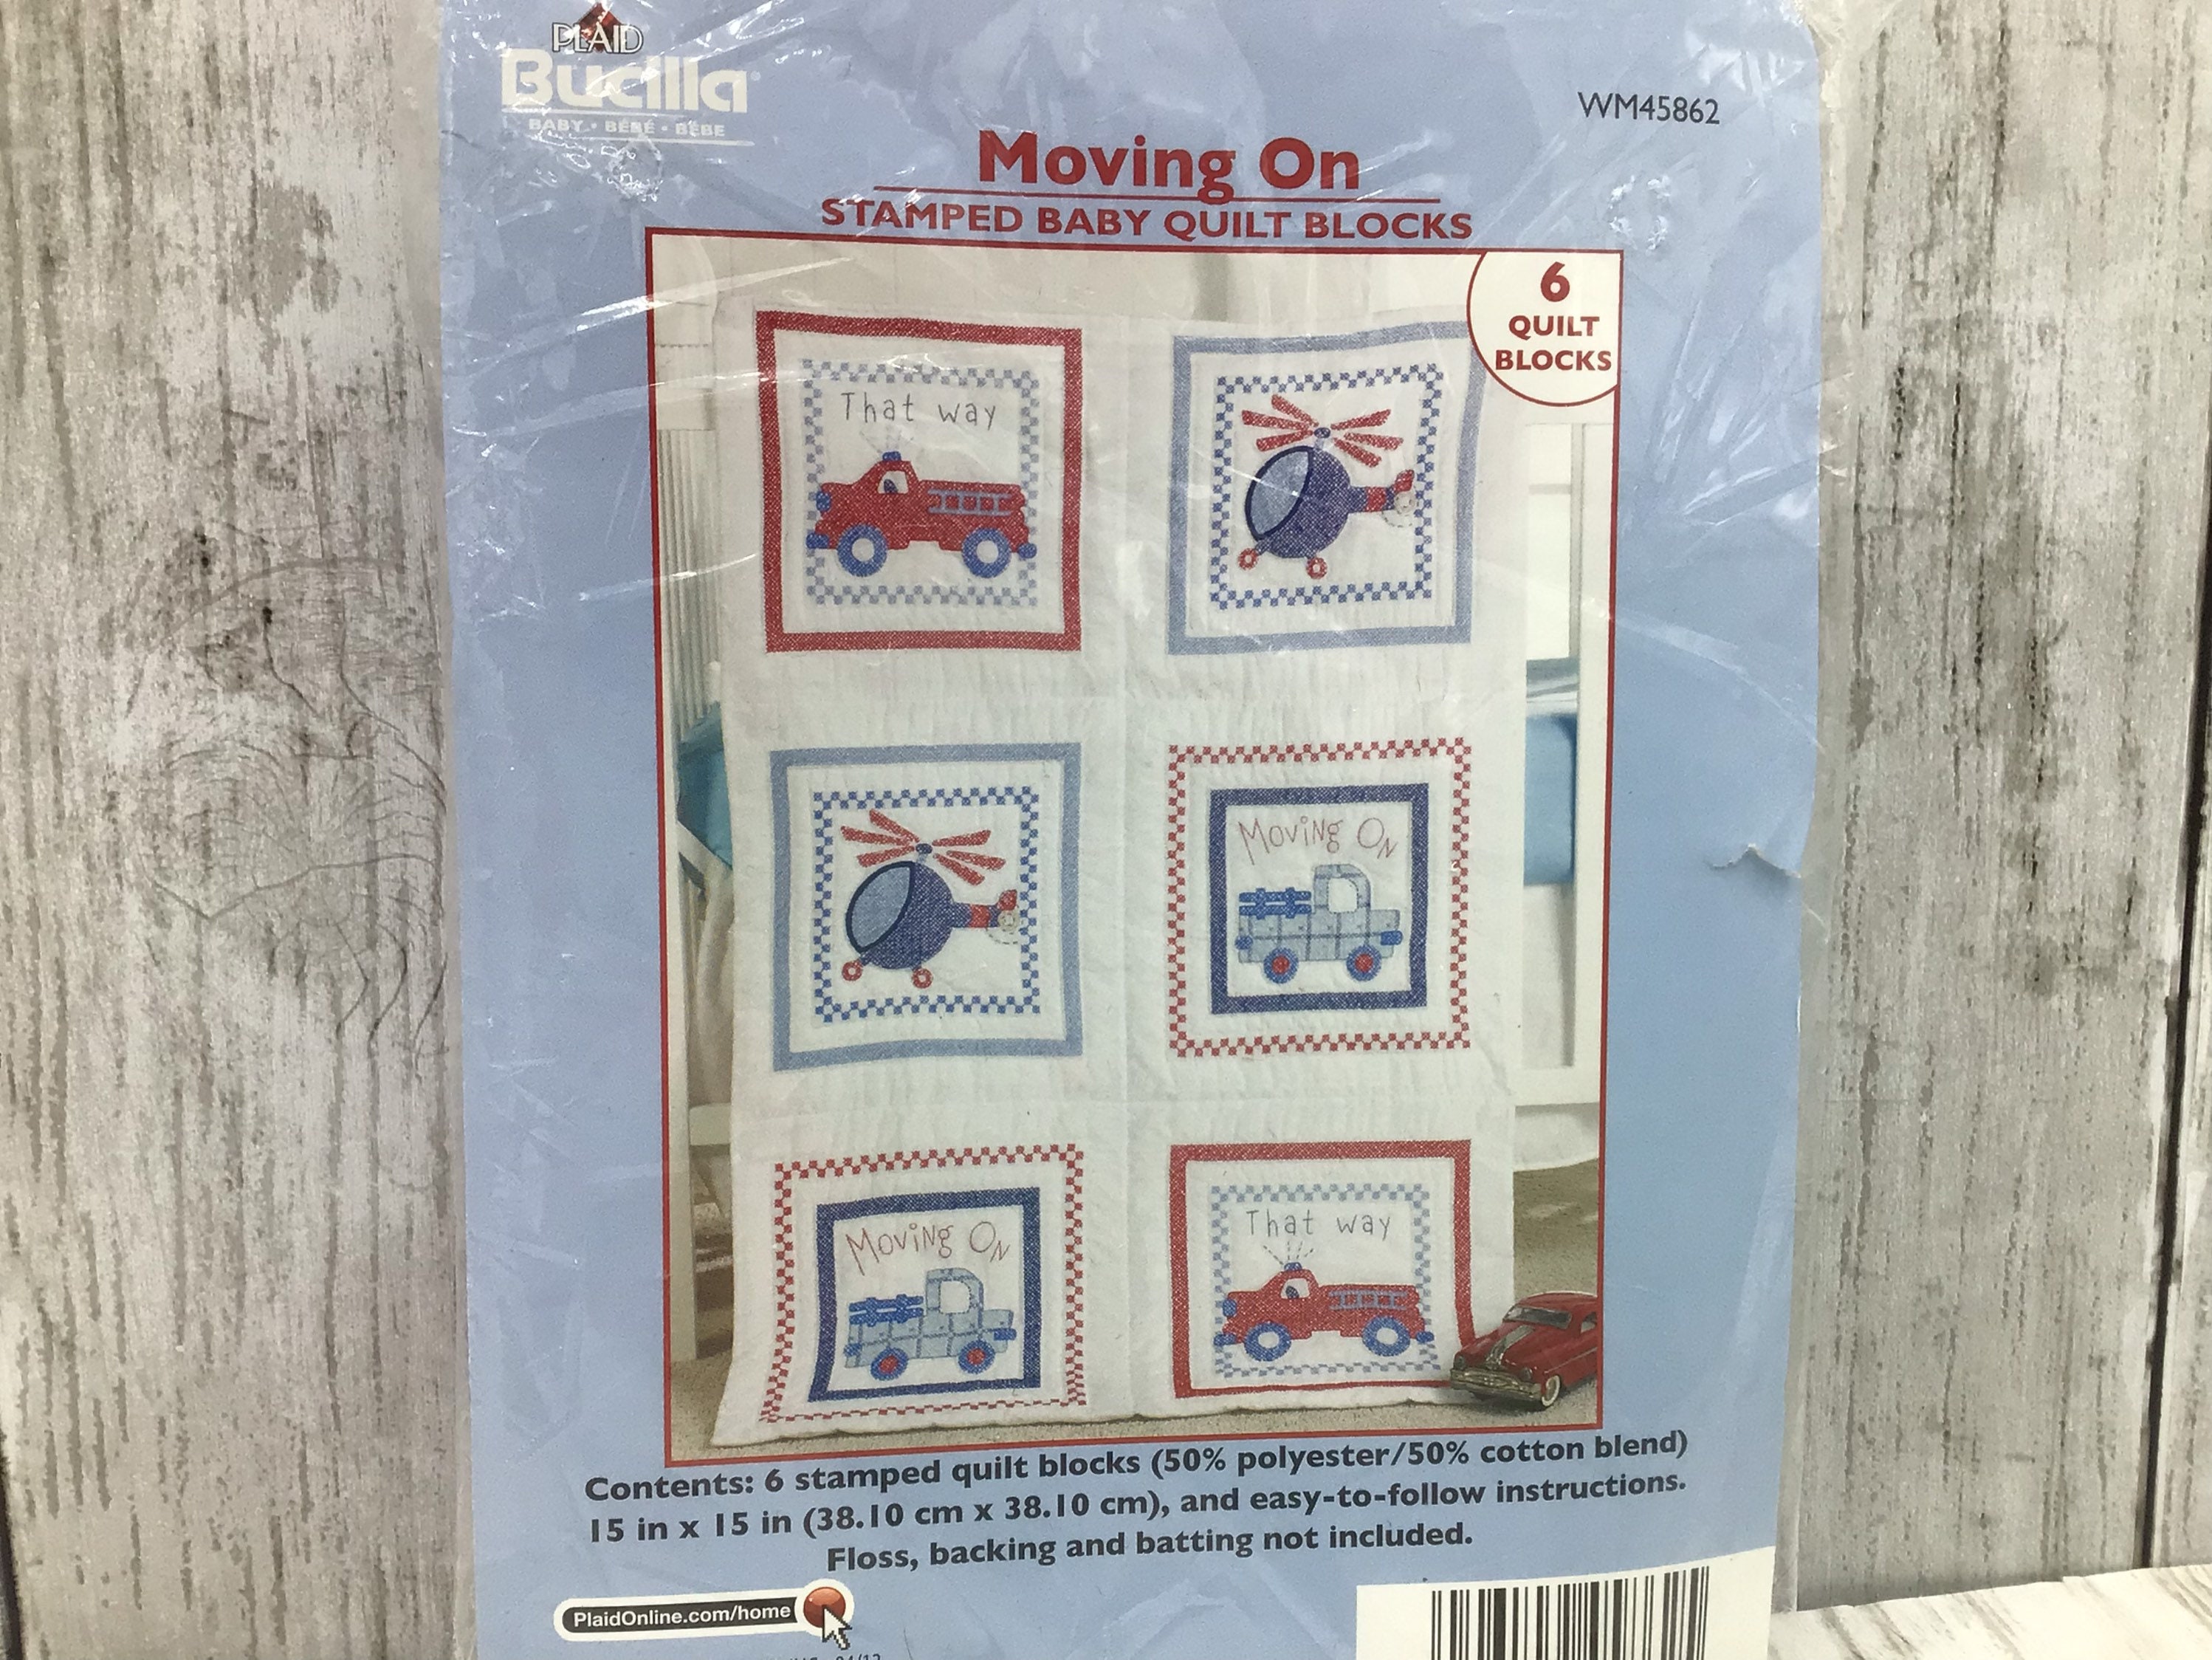 PLAID
Bucilla®
BABY • BÉBÉ • BEBE
WM45862
Moving On
STAMPED BABY QUILT BLOCKS
6
QUILT
BLOCKS
That way
Moving On
Moving On
That way
Contents: 6 stamped quilt blocks (50% polyester/50% cotton blend)
15 in x 15 in (38.10 cm x 38.10 cm), and easy-to-follow instructions.
Floss, backing and batting not included.
PlaidOnline.com/home